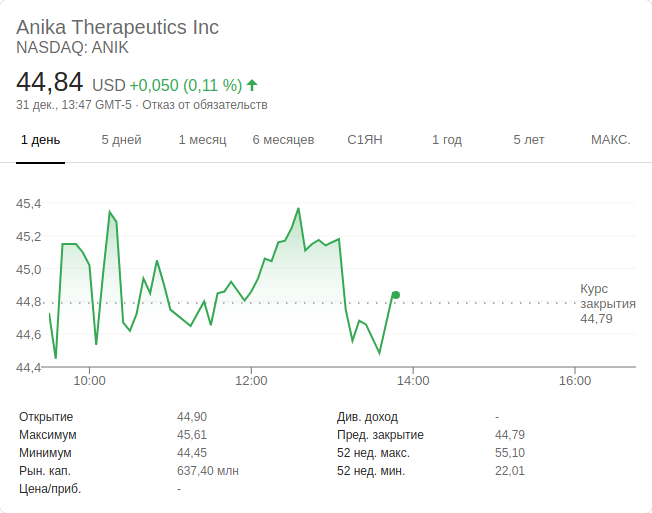 Anika Therapeutics Inc
NASDAQ: ANIK
44,84 USD +0,050 (0,11 %)
31 дек., 13:47 GMT-5 · Отказ от обязательств
1 день 5 дней 1 месяц 6 месяцев С1ЯН 1 год 5 лет МАКС.
45,4
45,2
45,0
44,8
44,6
44,4
Курс
закрытия
44,79
10:00 12:00 14:00 16:00
Открытие 44,90
Максимум 45,61
Минимум 44,45
Рын. кап. 637,40 млн
Цена/приб. -
Див. доход -
Пред. закрытие 44,79
52 нед. макс. 55,10
52 нед. мин. 22,01